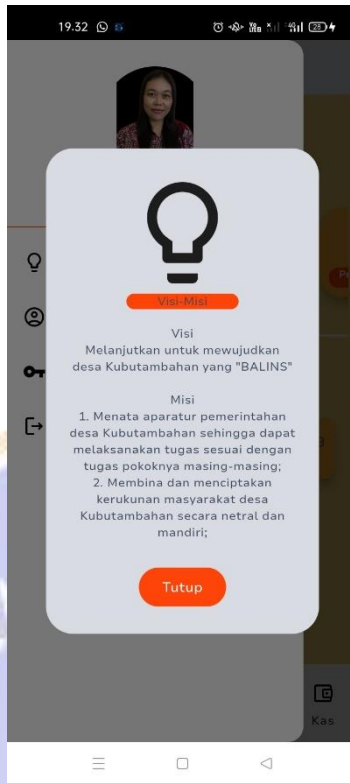 19.32
28
Visi-Misi
Visi
Melanjutkan untuk mewujudkan
desa Kubutambahan yang "BALINS"
Misi
1. Menata aparatur pemerintahan
desa Kubutambahan sehingga dapat
melaksanakan tugas sesuai dengan
tugas pokoknya masing-masing;
2. Membina dan menciptakan
kerukunan masyarakat desa
Kubutambahan secara netral dan
mandiri;
Tutup
Kas